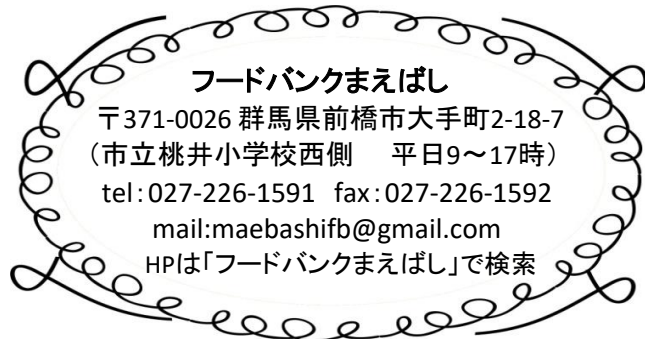 フードバンクまえばし
〒371-0026 群馬県前橋市大手町2-18-7
（市立桃井小学校西側　平日9～17時）
tel：027-226-1591 fax：027-226-1592
mail:maebashifb@gmail.com
HPは「フードバンクまえばし」で検索